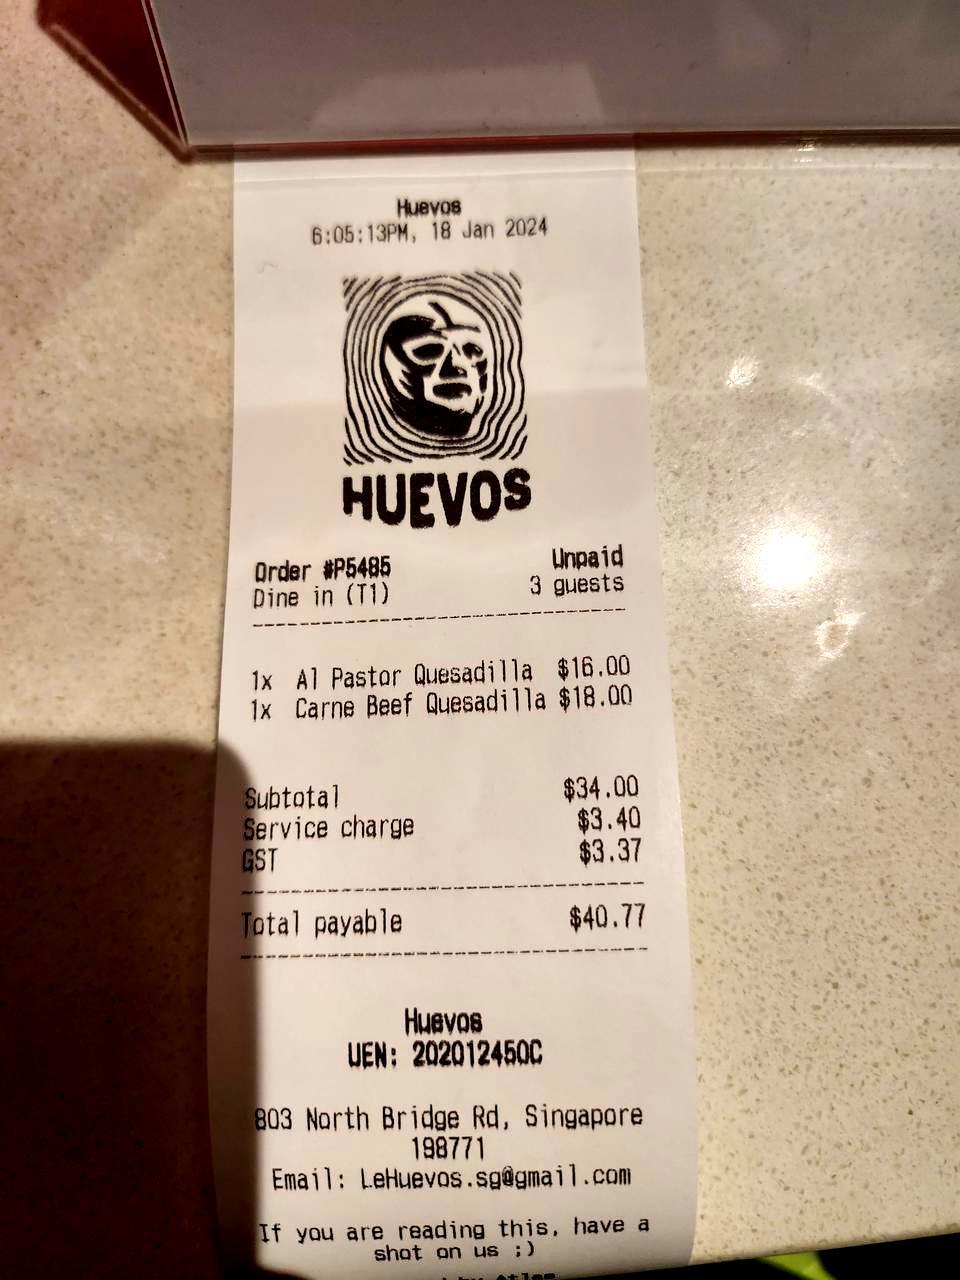 Huevos
6:05:13PM, 18 Jan 2024
HUEVOS
Order #P5485 Unpaid
Dine in (T1) 3 guests
1x Al Pastor Quesadilla $16.00
1x Carne Beef Quesadilla $18.00
Subtotal $34.00
Service charge $3.40
GST $3.37
Total payable $40.77
Huevos
UEN: 202012450C
803 North Bridge Rd, Singapore
198771
Email: LeHuevos.sg@gmail.com
If you are reading this, have a
shot on us ;)
by Atlas